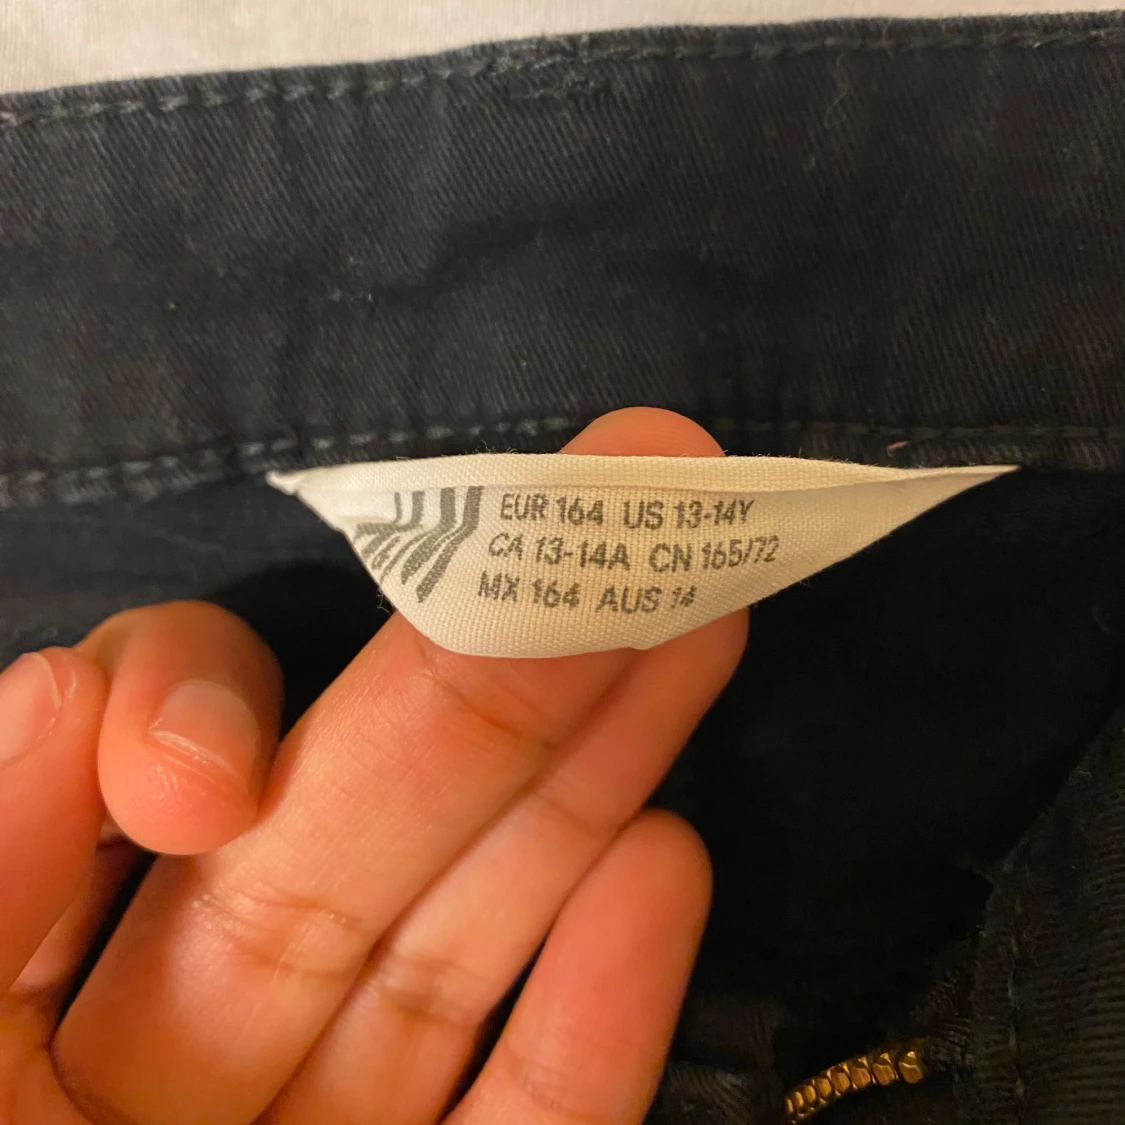 EUR 164 US 13-14Y
CA 13-14A CN 165/72
MX 164 AUS 14